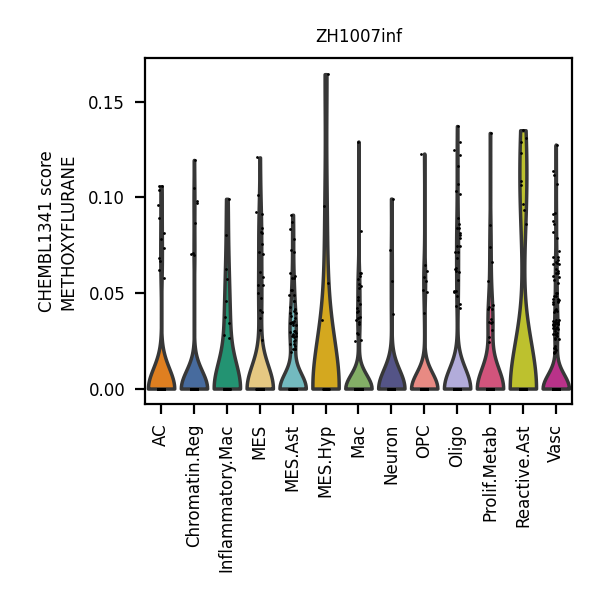 ZH1007inf
CHEMBL1341 score
METHOXYFLURANE
0.15
0.10
0.05
0.00
AC
Chromatin.Reg
Inflammatory.Mac
MES
MES.Ast
MES.Hyp
Mac
Neuron
OPC
Oligo
Prolif.Metab
Reactive.Ast
Vasc